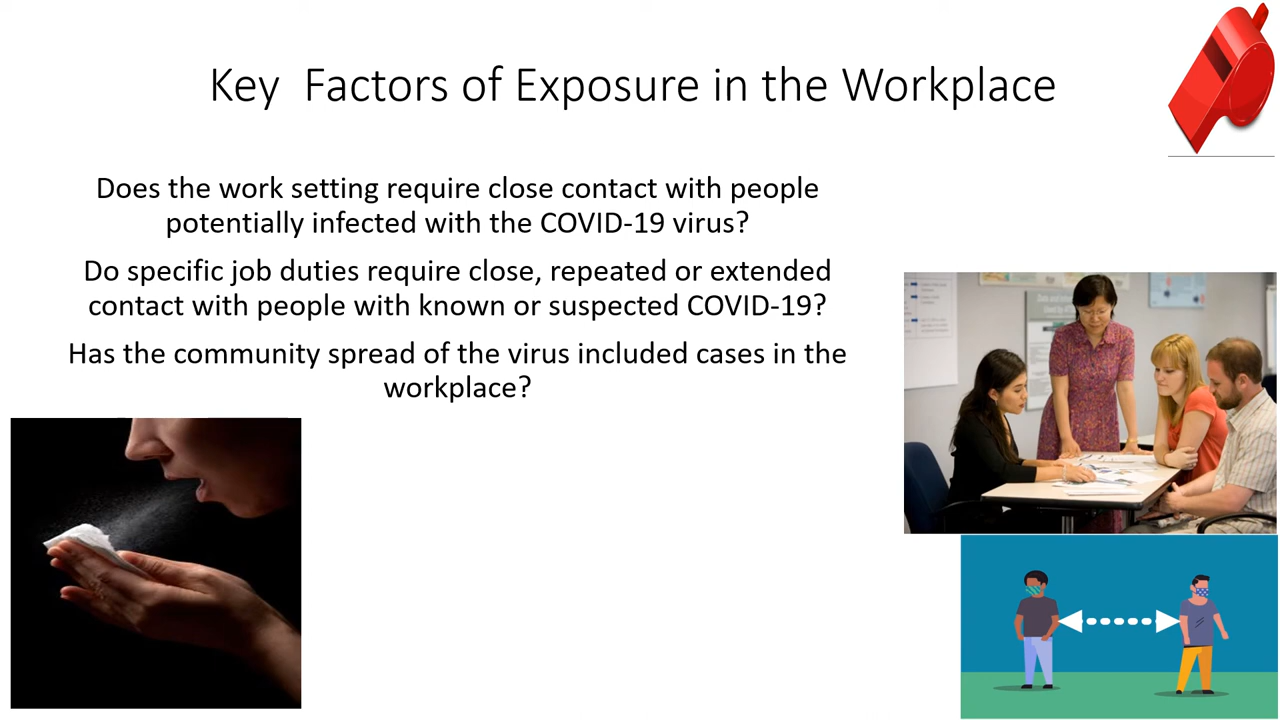 Key  Factors of Exposure in the Workplace
Does the work setting require close contact with people
potentially infected with the COVID-19 virus?
Do specific job duties require close, repeated or extended
contact with people with known or suspected COVID-19?
Has the community spread of the virus included cases in the
workplace?